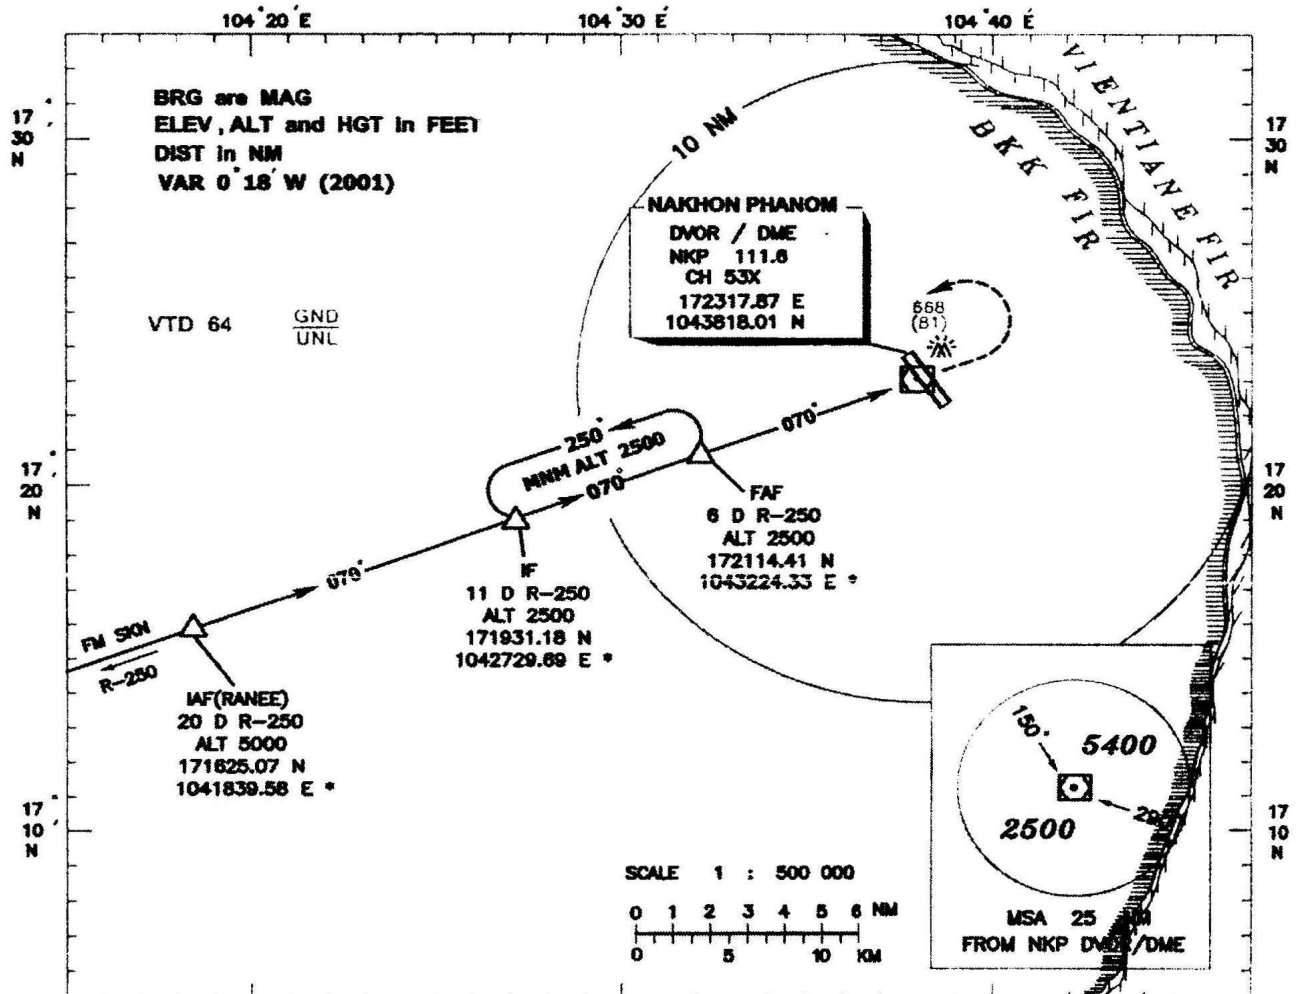 104°20′E
104°30′E
104°40′E
17°
30′
N
17°
30
N
BRG are MAG
ELEV, ALT and HGT in FEET
DIST in NM
VAR 0°18′W (2001)
10 NM
VIENTIANE FIR
BKK FIR
NAKHON PHANOM
DVOR / DME
NKP 111.6
CH 53X
172317.87 E
1043818.01 N
VTD 64
GND
UNL
668
(81)
250°
MNM ALT 2500
070°
070°
17°
20′
N
17
20
N
FAF
6 D R-250
ALT 2500
172114.41 N
1043224.33 E *
IF
11 D R-250
ALT 2500
171931.18 N
1042729.69 E *
070°
FM SKN
R-250
IAF(RANEE)
20 D R-250
ALT 5000
171625.07 N
1041839.58 E *
17°
10′
N
17
10
N
150°
5400
2500
MSA 25 NM
FROM NKP DVOR/DME
SCALE 1 : 500 000
0 1 2 3 4 5 6 NM
0 5 10 KM